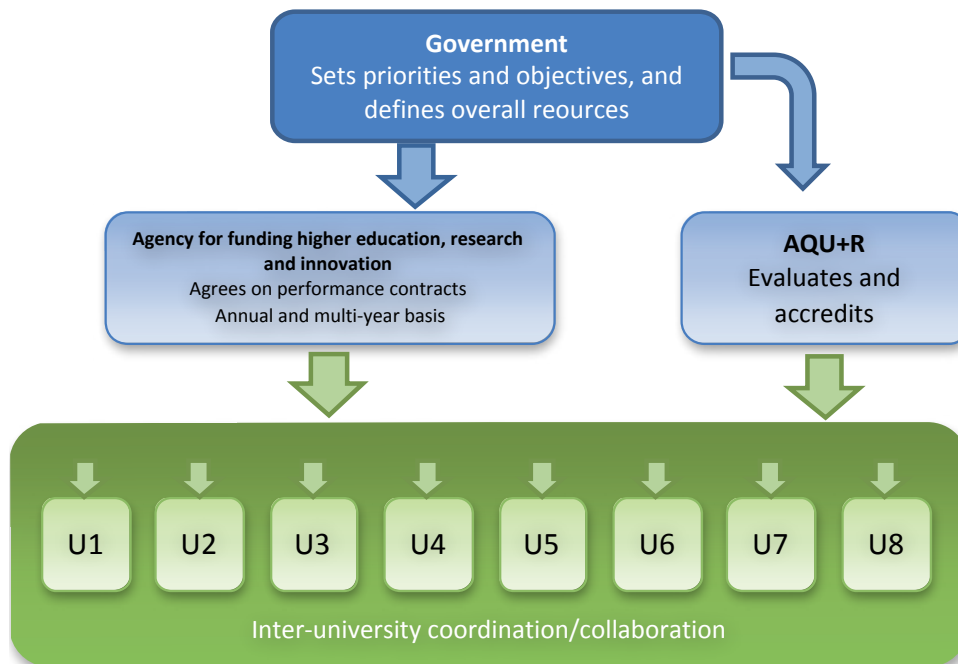 Government
Sets priorities and objectives, and
defines overall reources
Agency for funding higher education, research
and innovation
Agrees on performance contracts
Annual and multi-year basis
AQU+R
Evaluates and
accredits
U1
U2
U3
U4
U5
U6
U7
U8
Inter-university coordination/collaboration